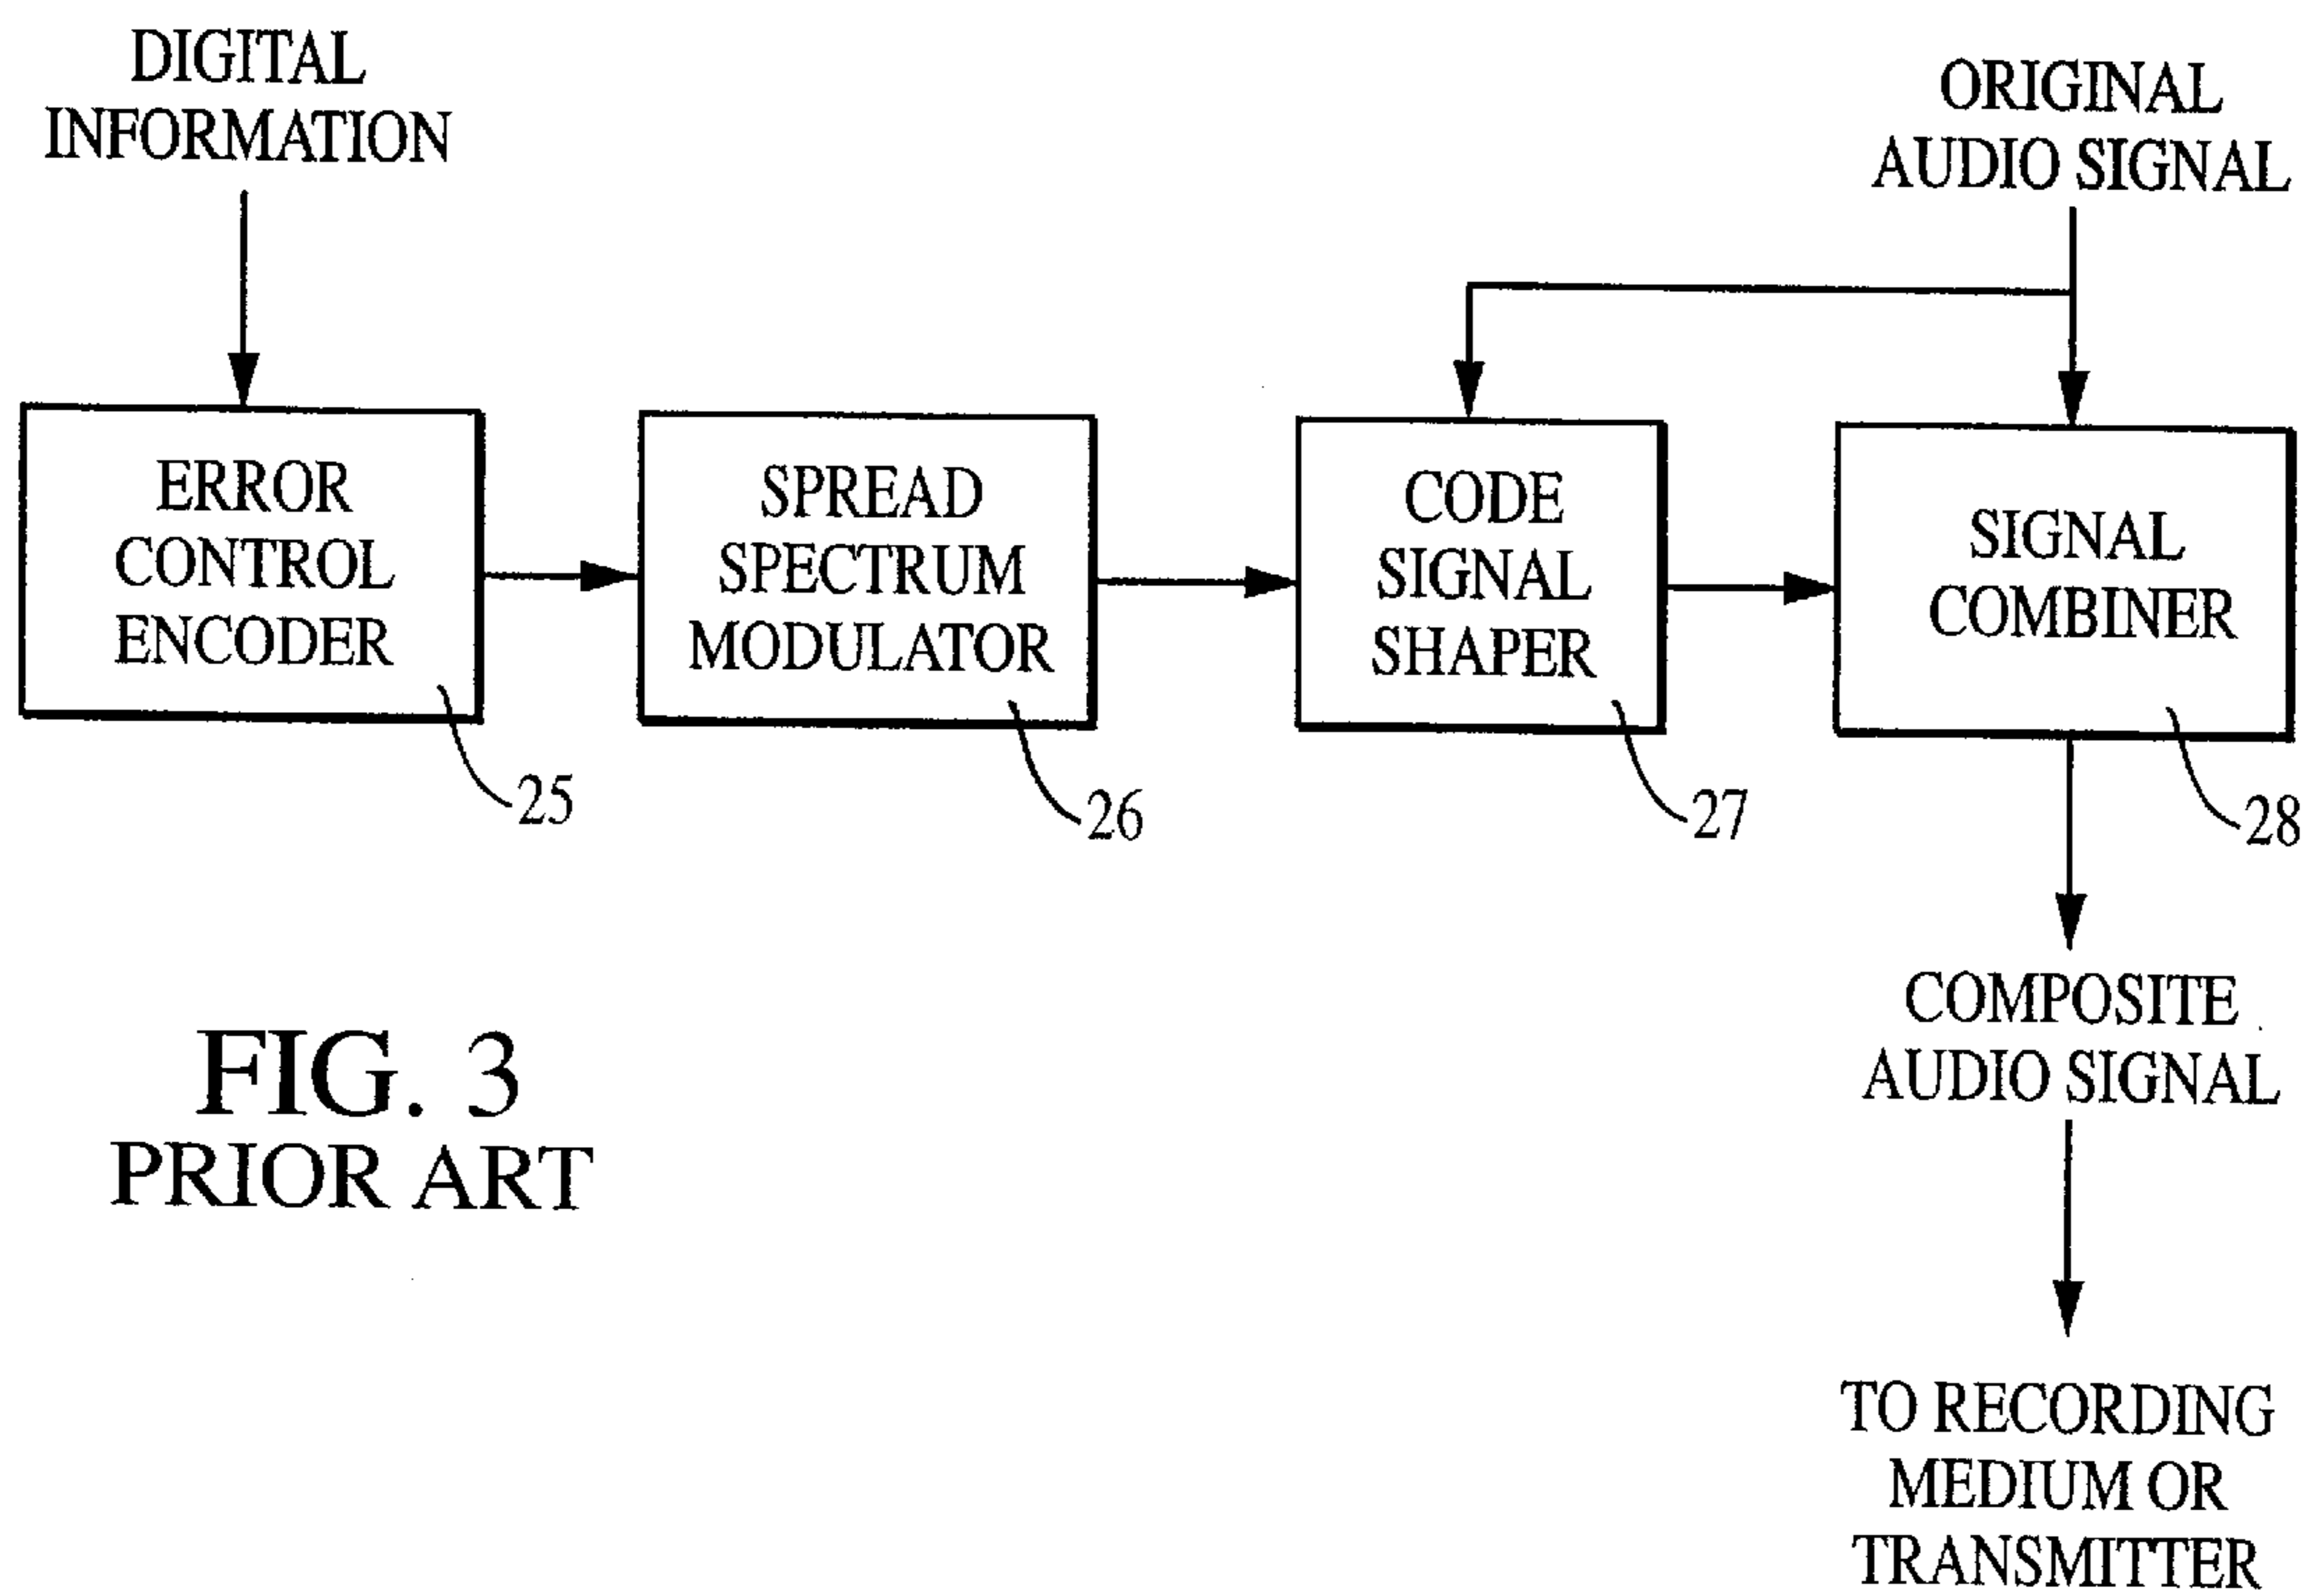 DIGITAL
INFORMATION
ORIGINAL
AUDIO SIGNAL
ERROR
CONTROL
ENCODER
25
SPREAD
SPECTRUM
MODULATOR
26
CODE
SIGNAL
SHAPER
27
SIGNAL
COMBINER
28
COMPOSITE
AUDIO SIGNAL
TO RECORDING
MEDIUM OR
TRANSMITTER
FIG. 3
PRIOR ART